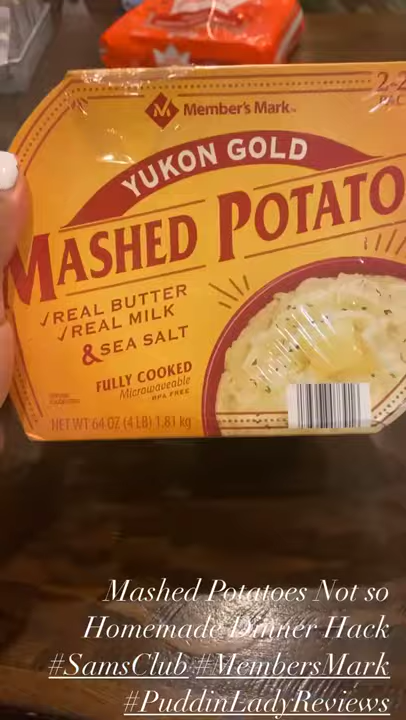 Member's Mark™
2-2
YUKON GOLD
MASHED POTATO
✓REAL BUTTER
✓REAL MILK
& SEA SALT
FULLY COOKED
Microwaveable
BPA FREE
NET WT 64 OZ (4 LB) 1.81 kg
Mashed Potatoes Not so
Homemade Dinner Hack
#SamsClub #MembersMark
#PuddinLadyReviews